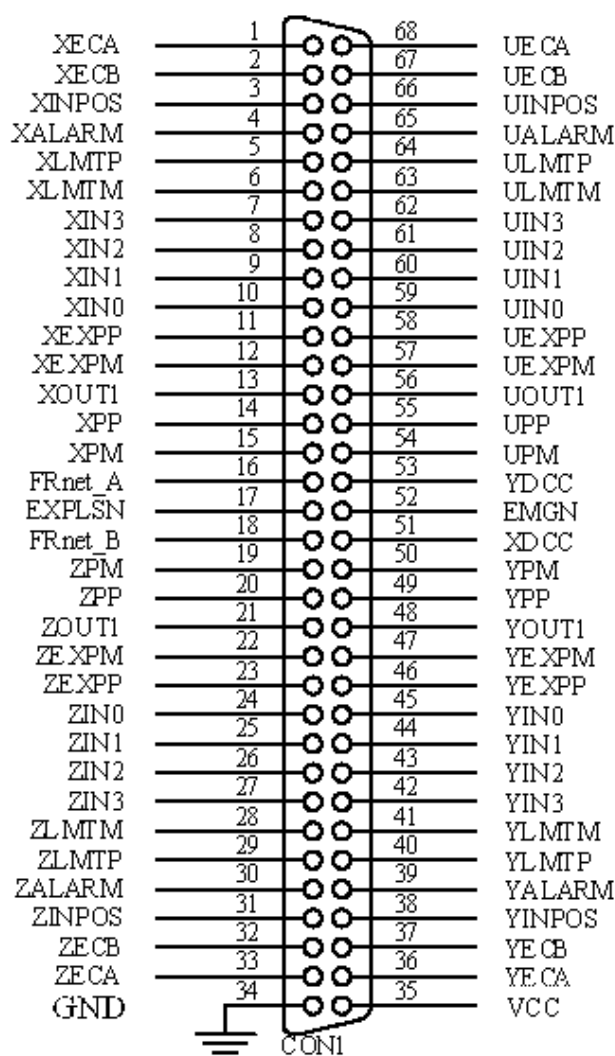 XECA 1 68 UECA
XECB 2 67 UECB
XINPOS 3 66 UINPOS
XALARM 4 65 UALARM
XLMTP 5 64 ULMTP
XLMTM 6 63 ULMTM
XIN3 7 62 UIN3
XIN2 8 61 UIN2
XIN1 9 60 UIN1
XIN0 10 59 UIN0
XEXPP 11 58 UEXPP
XEXPM 12 57 UEXPM
XOUT1 13 56 UOUT1
XPP 14 55 UPP
XPM 15 54 UPM
FRnet_A 16 53 YDCC
EXPLSN 17 52 EMGN
FRnet_B 18 51 XDCC
ZPM 19 50 YPM
ZPP 20 49 YPP
ZOUT1 21 48 YOUT1
ZEXPM 22 47 YEXPM
ZEXPP 23 46 YEXPP
ZIN0 24 45 YIN0
ZIN1 25 44 YIN1
ZIN2 26 43 YIN2
ZIN3 27 42 YIN3
ZLMTM 28 41 YLMTM
ZLMTP 29 40 YLMTP
ZALARM 30 39 YALARM
ZINPOS 31 38 YINPOS
ZECB 32 37 YECB
ZECA 33 36 YECA
GND 34 35 VCC
CON1